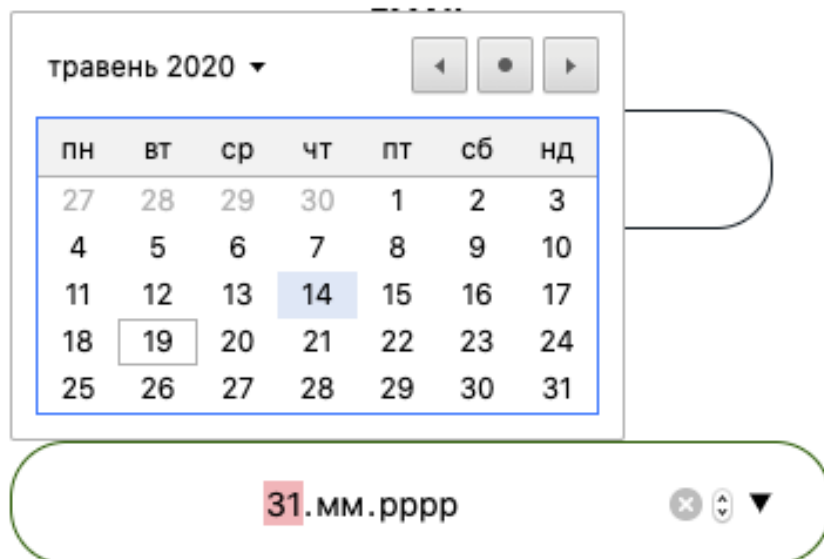 травень 2020
пн вт ср чт пт сб нд
27 28 29 30 1 2 3
4 5 6 7 8 9 10
11 12 13 14 15 16 17
18 19 20 21 22 23 24
25 26 27 28 29 30 31
31.мм.рррр